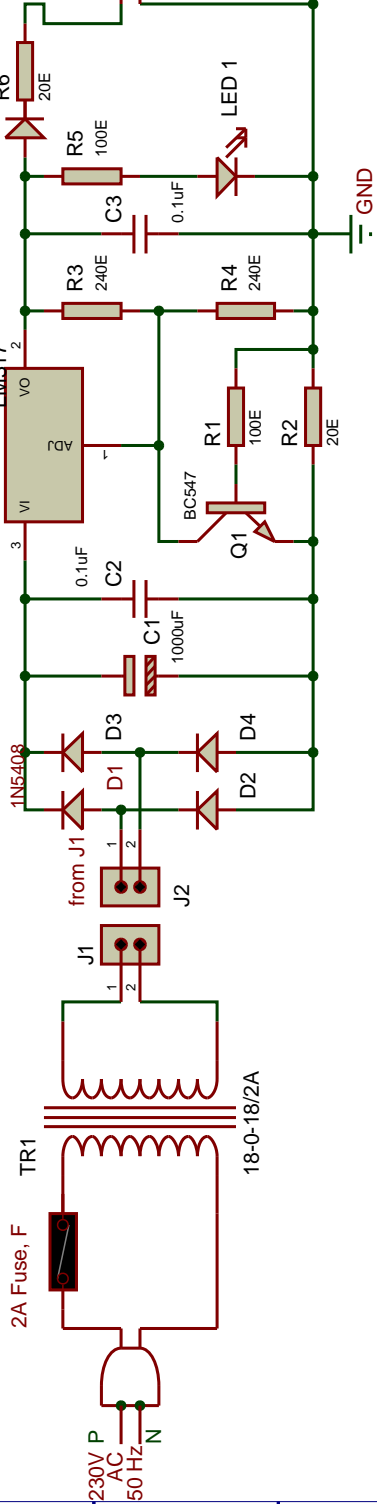 230V
AC
50 Hz
P
N
2A Fuse, F
TR1
18-0-18/2A
J1
1
2
from J1
J2
1
2
1N5408
D3
D1
D4
D2
C1
1000uF
C2
0.1uF
3
VI
VO
2
ADJ
1
BC547
Q1
R1
100E
R2
20E
R3
240E
R4
240E
C3
0.1uF
GND
R5
100E
LED 1
R6
20E